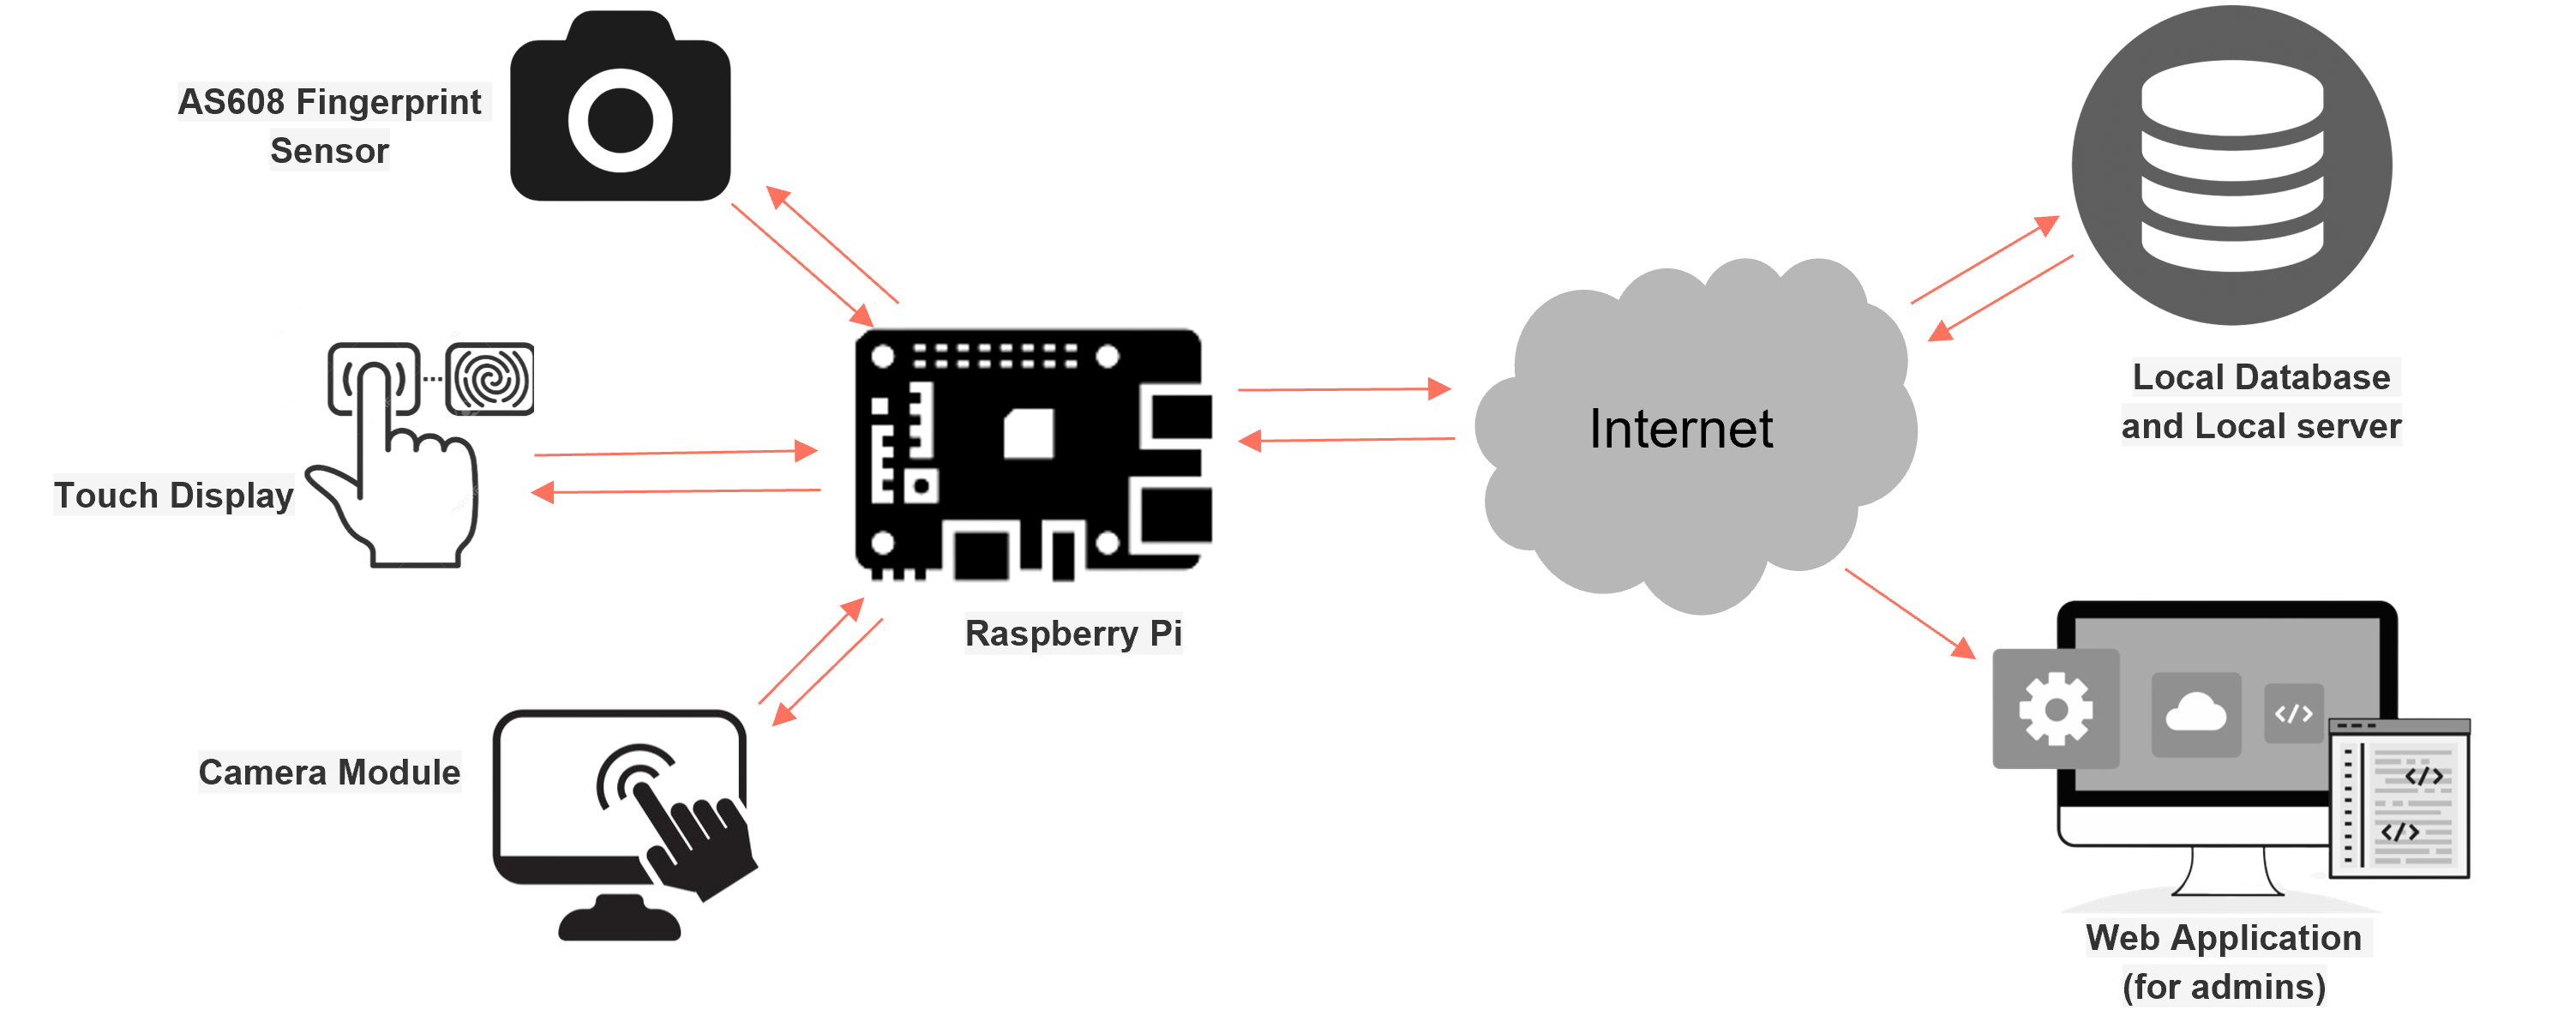 AS608 Fingerprint
Sensor
Touch Display
Camera Module
Raspberry Pi
Internet
Local Database
and Local server
</>
</>
</>
Web Application
(for admins)